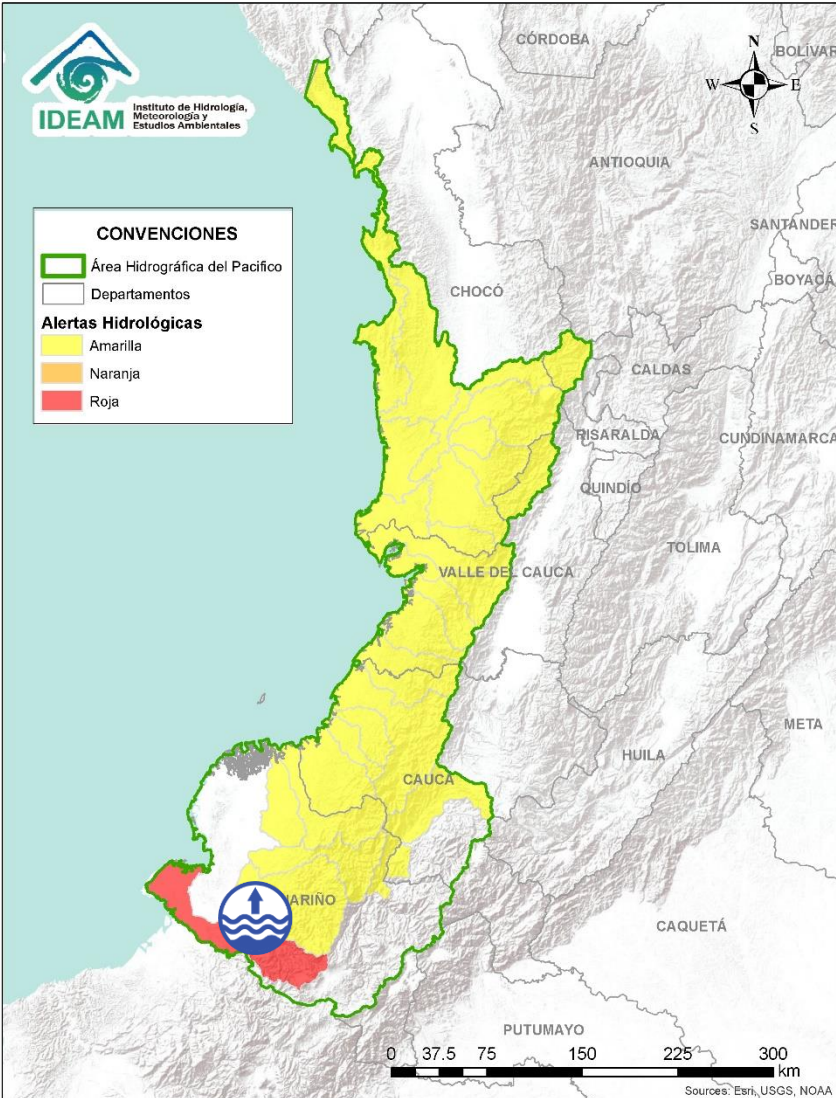 IDEAM
Instituto de Hidrología,
Meteorología y
Estudios Ambientales
N
W
E
S
CÓRDOBA
BOLÍVAR
ANTIOQUIA
SANTANDER
BOYACÁ
CHOCÓ
CALDAS
RISARALDA
CUNDINAMARCA
QUINDÍO
TOLIMA
VALLE DEL CAUCA
META
HUILA
CAUCA
NARIÑO
CAQUETÁ
PUTUMAYO
CONVENCIONES
Área Hidrográfica del Pacifico
Departamentos
Alertas Hidrológicas
Amarilla
Naranja
Roja
0 37.5 75 150 225 300
km
Sources: Esri, USGS, NOAA